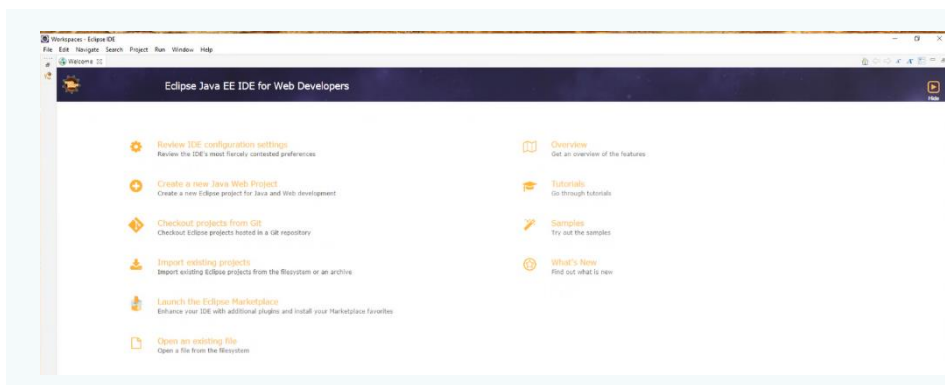 Workspaces - Eclipse IDE
File Edit Navigate Search Project Run Window Help
Welcome
Eclipse Java EE IDE for Web Developers
Hide
Review IDE configuration settings
Review the IDE's most fiercely contested preferences
Create a new Java Web Project
Create a new Eclipse project for Java and Web development
Checkout projects from Git
Checkout Eclipse projects hosted in a Git repository
Import existing projects
Import existing Eclipse projects from the filesystem or an archive
Launch the Eclipse Marketplace
Enhance your IDE with additional plugins and install your Marketplace favorites
Open an existing file
Open a file from the filesystem
Overview
Get an overview of the features
Tutorials
Go through tutorials
Samples
Try out the samples
What's New
Find out what is new